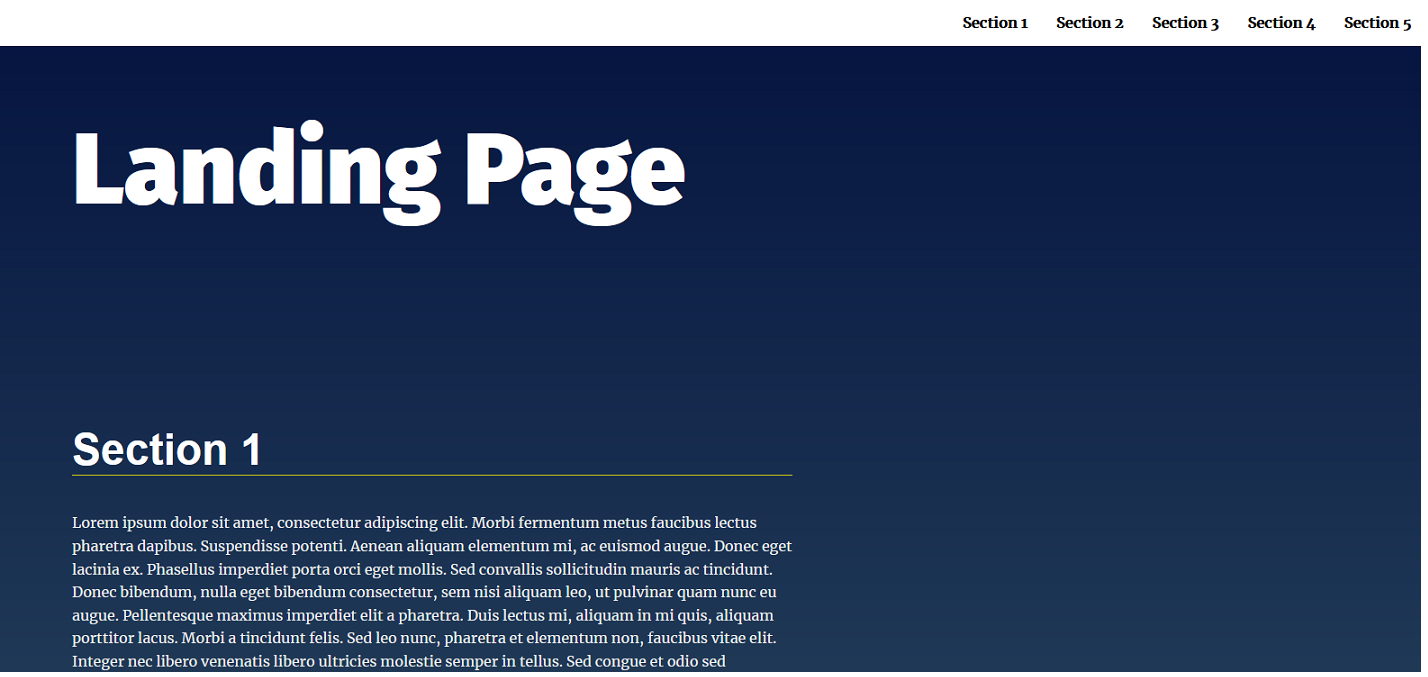 Section 1 Section 2 Section 3 Section 4 Section 5
Landing Page
Section 1
Lorem ipsum dolor sit amet, consectetur adipiscing elit. Morbi fermentum metus faucibus lectus
pharetra dapibus. Suspendisse potenti. Aenean aliquam elementum mi, ac euismod augue. Donec eget
lacinia ex. Phasellus imperdiet porta orci eget mollis. Sed convallis sollicitudin mauris ac tincidunt.
Donec bibendum, nulla eget bibendum consectetur, sem nisi aliquam leo, ut pulvinar quam nunc eu
augue. Pellentesque maximus imperdiet elit a pharetra. Duis lectus mi, aliquam in mi quis, aliquam
porttitor lacus. Morbi a tincidunt felis. Sed leo nunc, pharetra et elementum non, faucibus vitae elit.
Integer nec libero venenatis libero ultricies molestie semper in tellus. Sed congue et odio sed